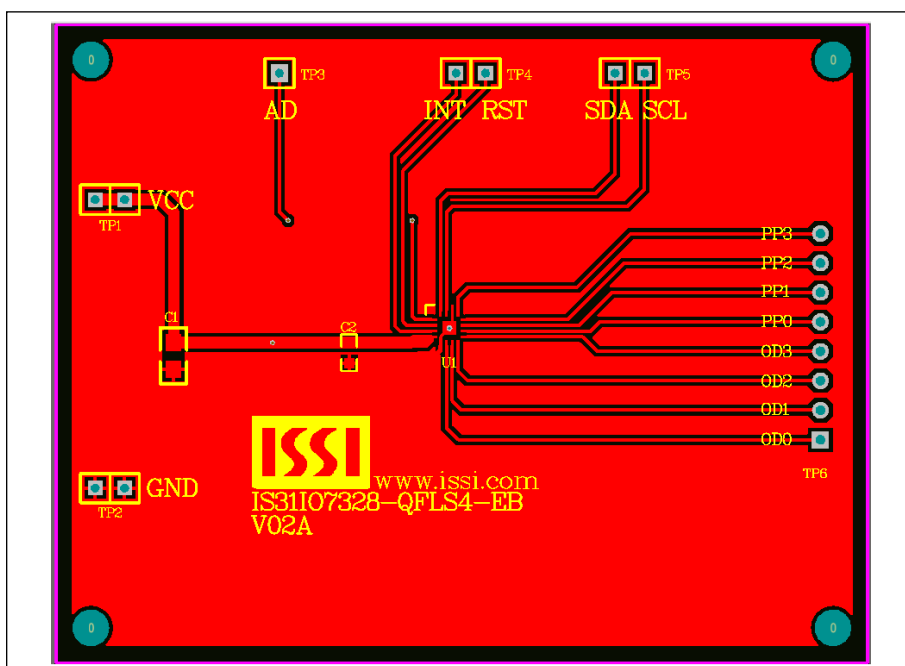 0
0
TP3
TP4
TP5
AD
INT RST
SDA SCL
VCC
TP1
PP3
PP2
PP1
PP0
OD3
OD2
OD1
OD0
C1
C2
U1
TP6
ISSI
www.issi.com
GND
TP2
IS31IO7328-QFLS4-EB
V02A
0
0